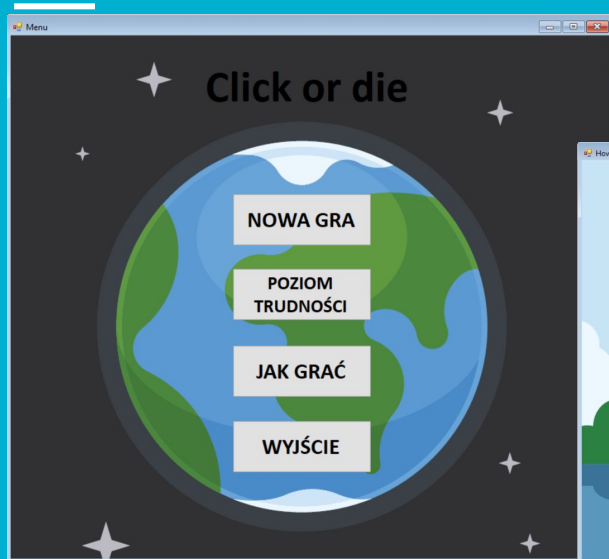 Menu
Click or die
NOWA GRA
POZIOM
TRUDNOŚCI
JAK GRAĆ
WYJŚCIE